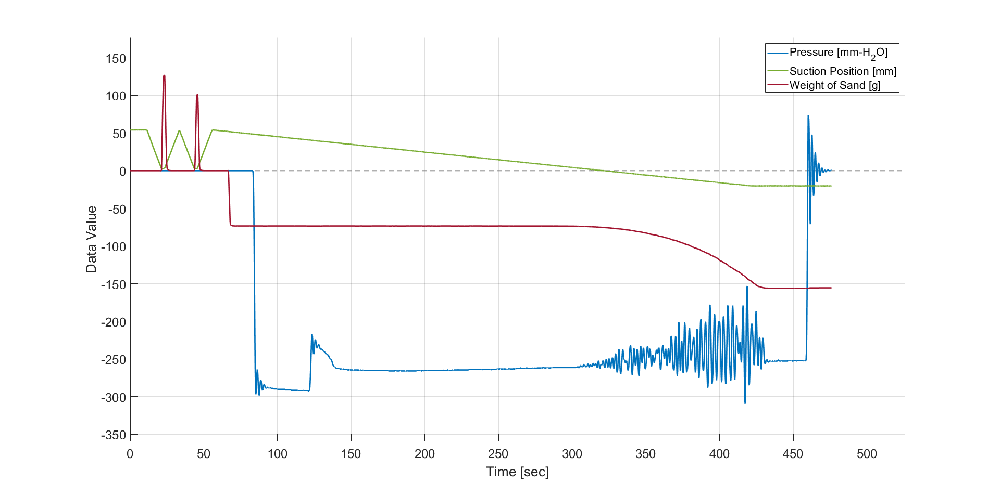 Pressure [mm-H₂O]
Suction Position [mm]
Weight of Sand [g]
150
100
50
0
-50
-100
-150
-200
-250
-300
-350
Data Value
0 50 100 150 200 250 300 350 400 450 500
Time [sec]